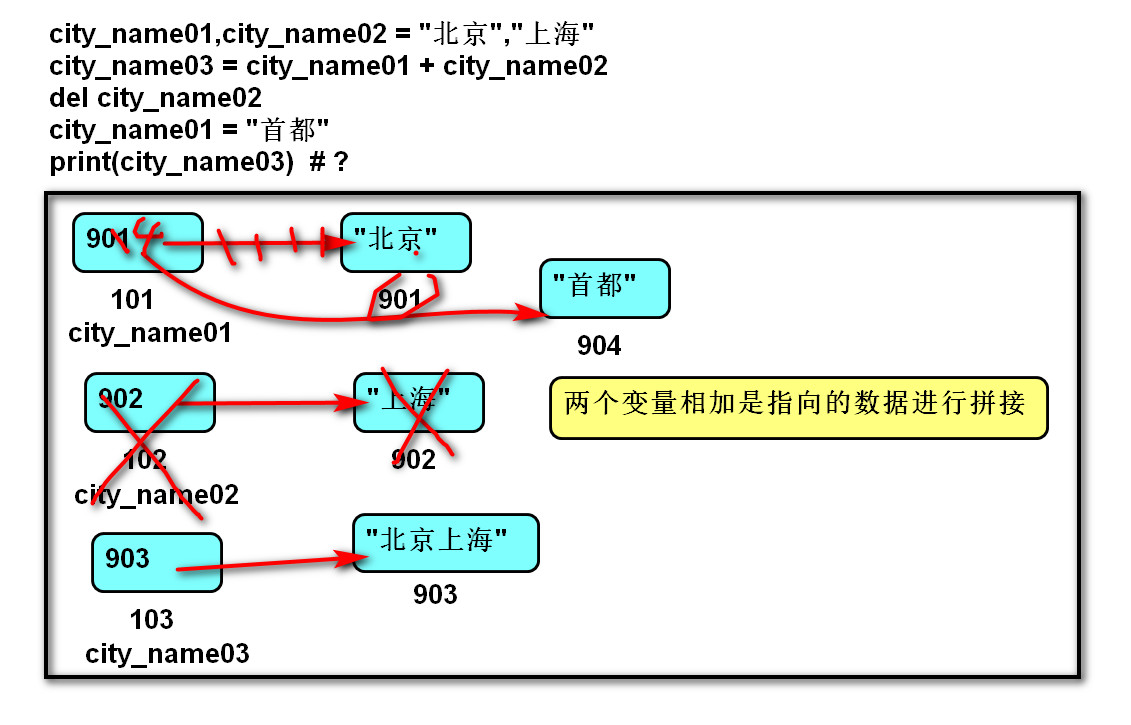 city_name01,city_name02 = "北京","上海"
city_name03 = city_name01 + city_name02
del city_name02
city_name01 = "首都"
print(city_name03)  # ?
901 4
"北京"
101
901
city_name01
"首都"
904
902
"上海"
两个变量相加是指向的数据进行拼接
102
902
city_name02
903
"北京上海"
103
903
city_name03